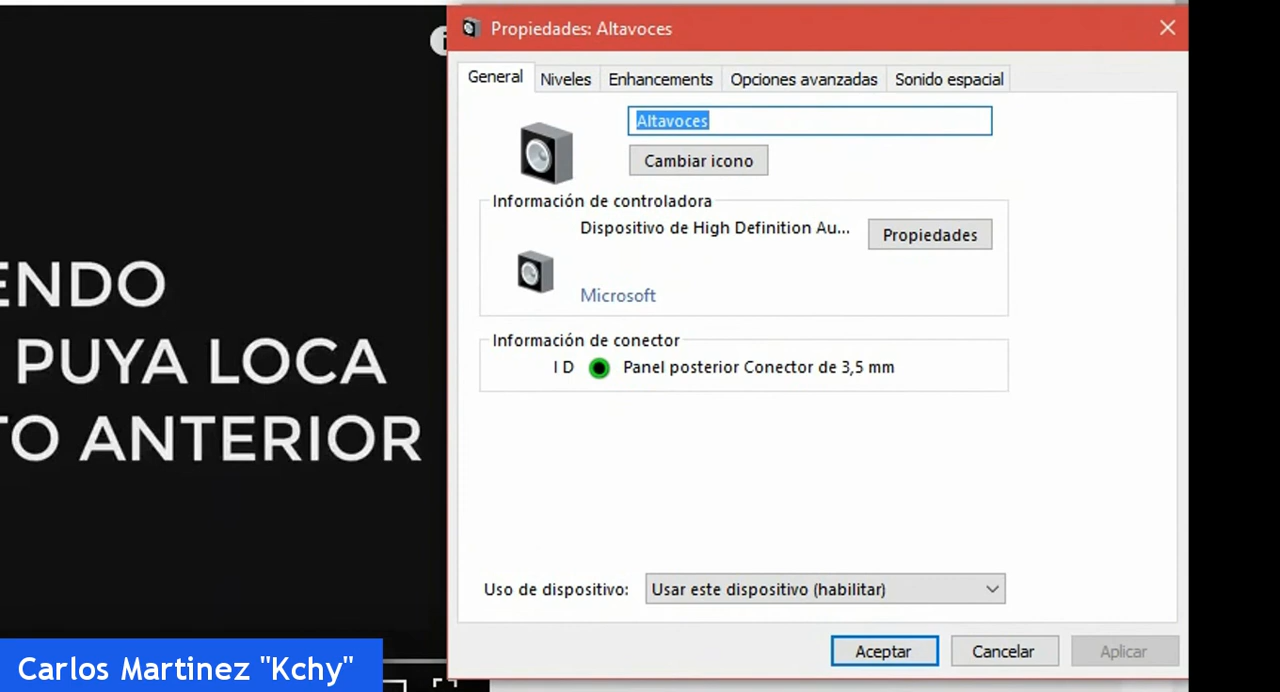 Propiedades: Altavoces
General
Niveles
Enhancements
Opciones avanzadas
Sonido espacial
Altavoces
Cambiar icono
Información de controladora
Dispositivo de High Definition Au...
Propiedades
Microsoft
Información de conector
I D
Panel posterior Conector de 3,5 mm
Uso de dispositivo:
Usar este dispositivo (habilitar)
Aceptar
Cancelar
Aplicar
ENDO
PUYA LOCA
TO ANTERIOR
Carlos Martinez "Kchy"